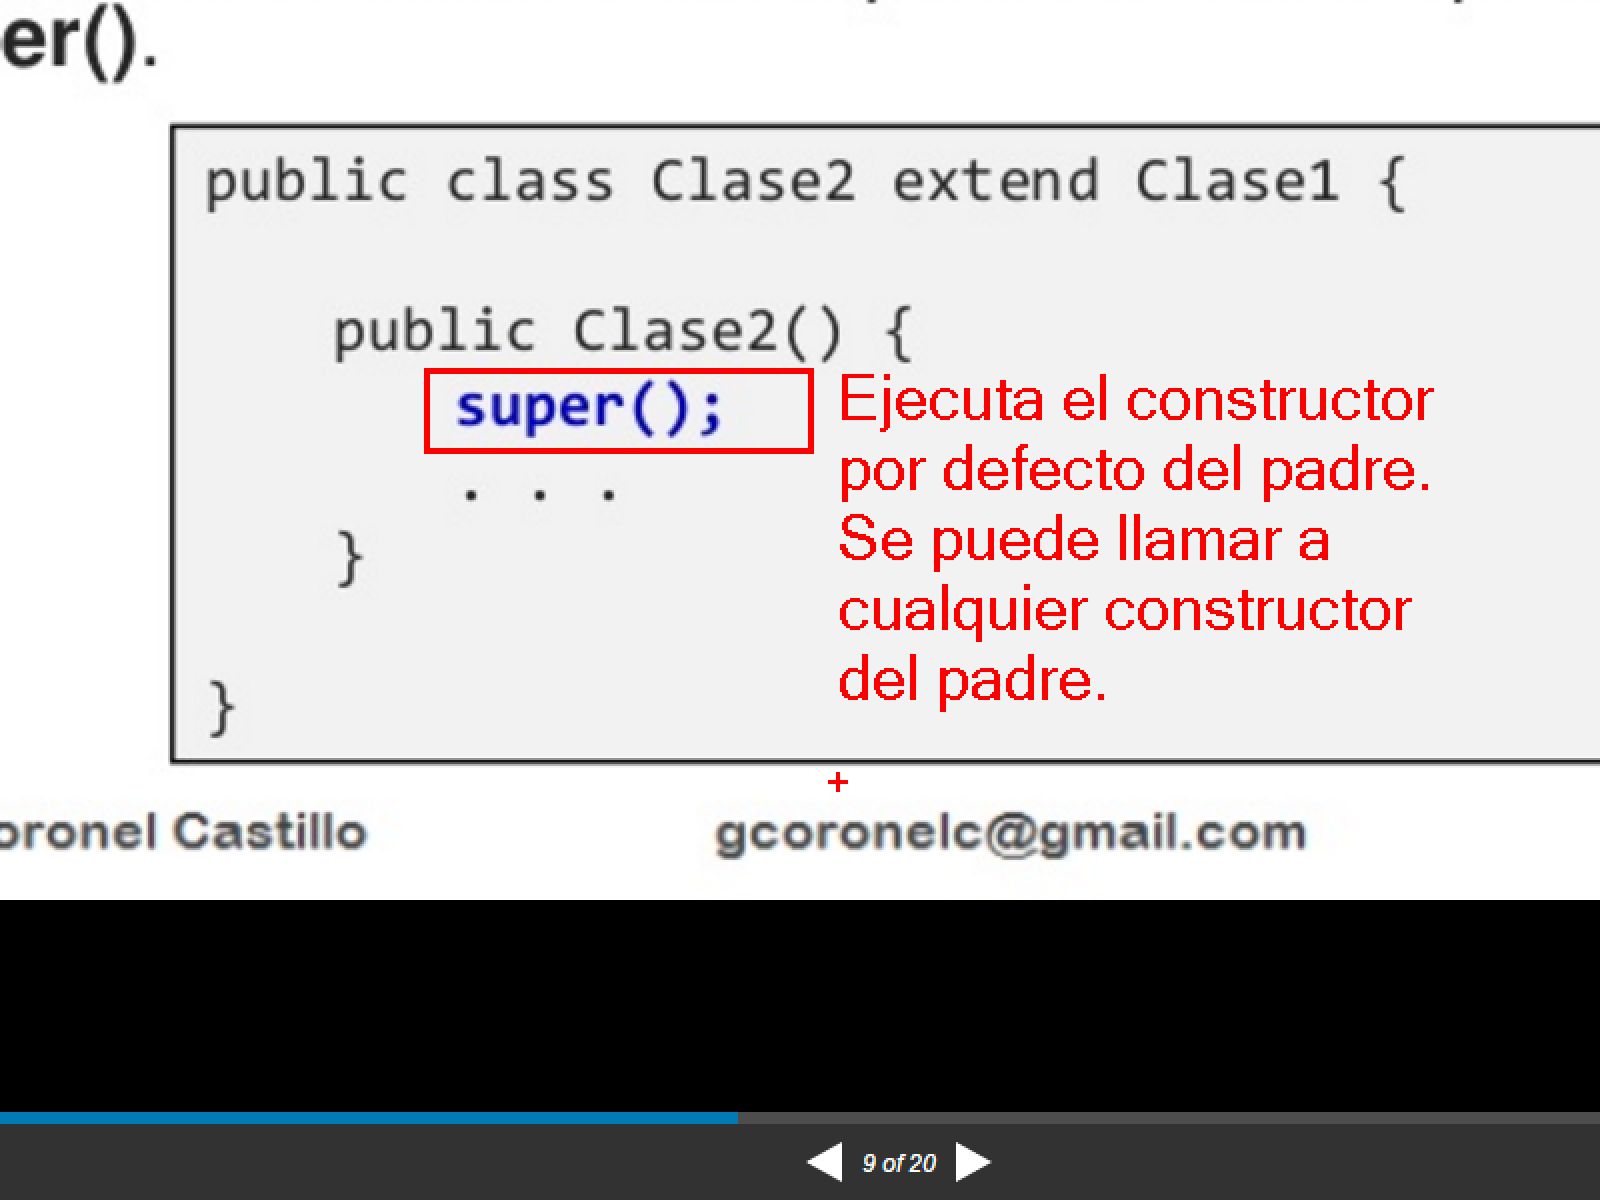 er().
public class Clase2 extend Clase1 {
public Clase2() {
super();
. . .
}
}
Ejecuta el constructor
por defecto del padre.
Se puede llamar a
cualquier constructor
del padre.
oronel Castillo
gcoronelc@gmail.com
9 of 20